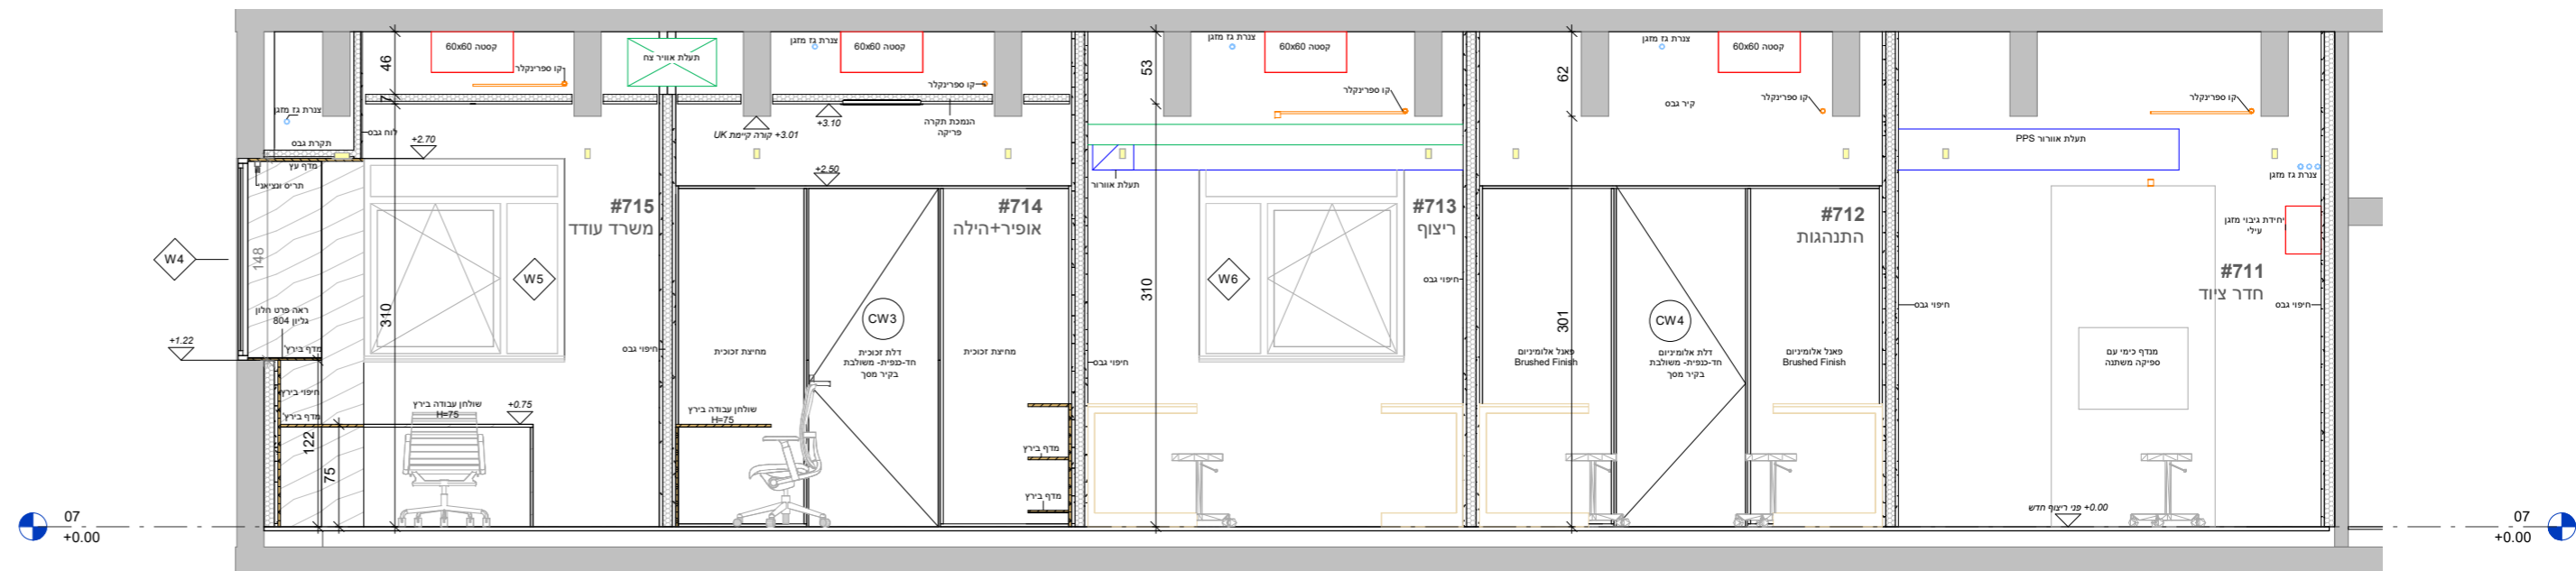 קסטה 60x60
תעלת אוויר צח
צנרת גז מזגן
קסטה 60x60
צנרת גז מזגן
קסטה 60x60
צנרת גז מזגן
קסטה 60x60
46
7
קו ספרינקלר
קו ספרינקלר
53
קו ספרינקלר
62
קיר גבס
קו ספרינקלר
קו ספרינקלר
צנרת גז מזגן
לוח גבס
תקרת גבס
+2.70
+3.01 קורה קיימת UK
+3.10
הנמכת תקרה
פריקה
תעלת אוורור PPS
מדף עץ
תריס ונציאני
+2.50
תעלת אוורור
צנרת גז מזגן
#715
משרד עודד
#714
אופיר+הילה
#713
ריצוף
#712
התנהגות
יחידת גיבוי מזגן
עילי
#711
חדר ציוד
W4
148
W5
W6
חיפוי גבס
חיפוי גבס
חיפוי גבס
ראה פרט חלון
גליון 804
310
CW3
310
301
CW4
+1.22
מדף בירץ'
חיפוי גבס
מחיצת זכוכית
דלת זכוכית
חד-כנפית- משולבת
בקיר מסך
מחיצת זכוכית
חיפוי גבס
פאנל אלומיניום
Brushed Finish
דלת אלומיניום
חד-כנפית- משולבת
בקיר מסך
פאנל אלומיניום
Brushed Finish
מנדף כימי עם
ספיקה משתנה
חיפוי בירץ'
מדף בירץ'
שולחן עבודה בירץ
H=75
+0.75
שולחן עבודה בירץ
H=75
122
75
מדף בירץ
מדף בירץ
+0.00 פני ריצוף חדש
07
+0.00
07
+0.00